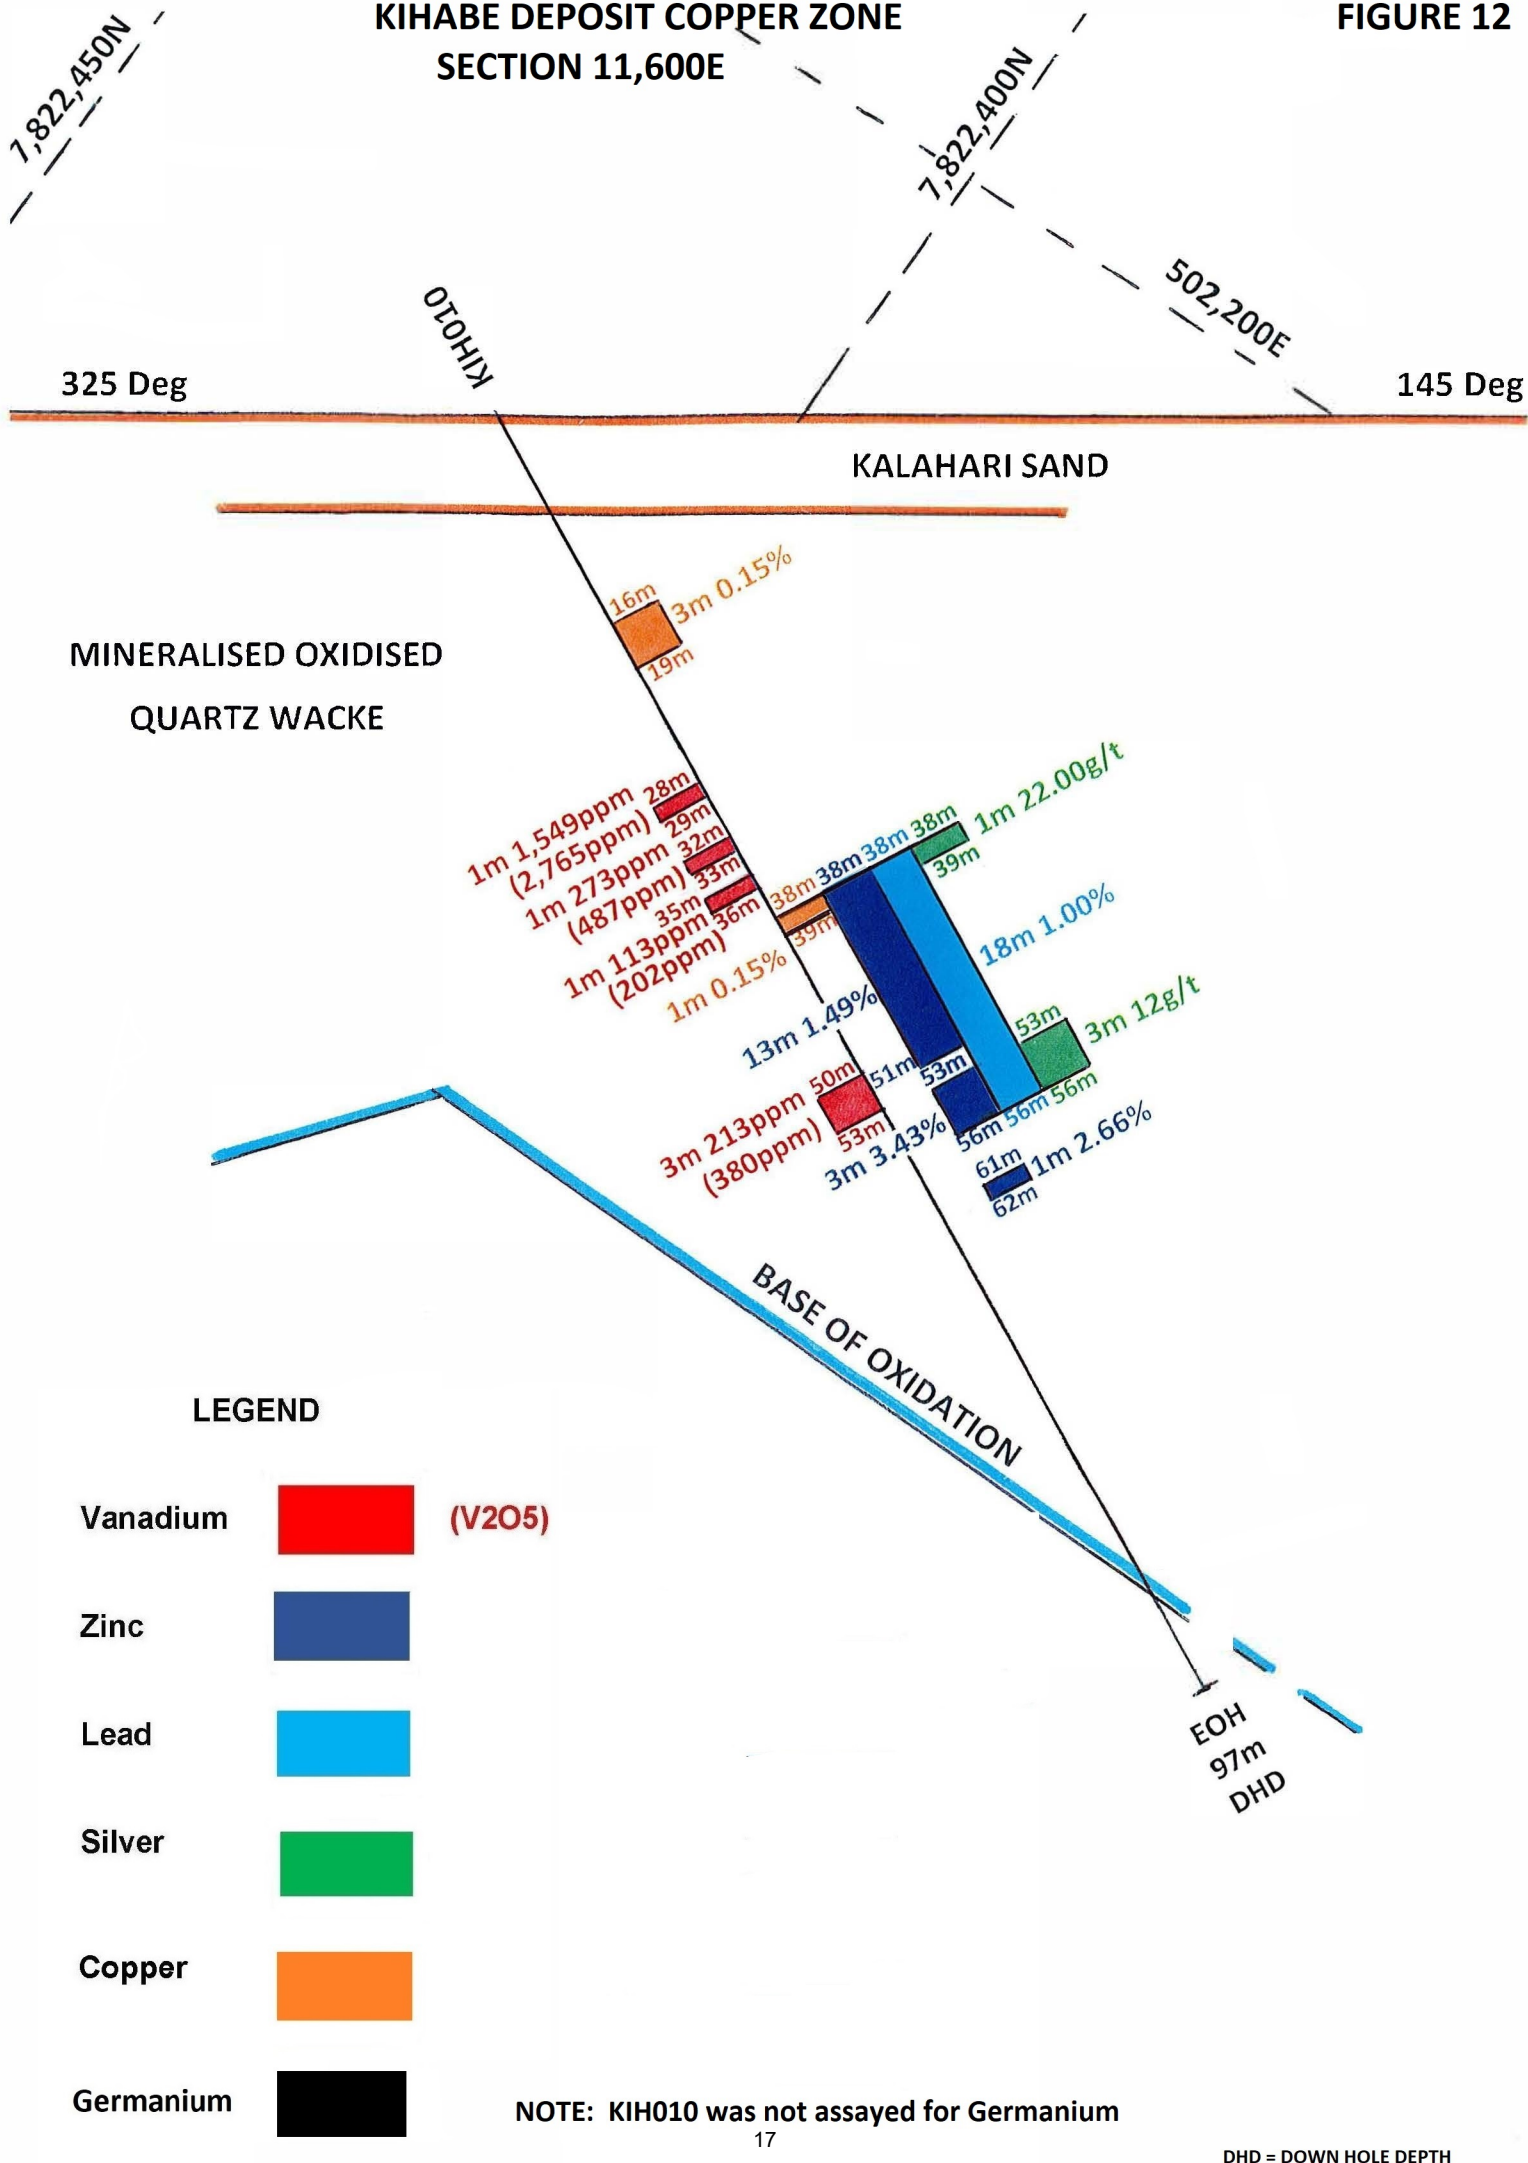 KIHABE DEPOSIT COPPER ZONE
SECTION 11,600E
FIGURE 12
7,822,450N
7,822,400N
502,200E
KIH010
325 Deg
145 Deg
KALAHARI SAND
MINERALISED OXIDISED
QUARTZ WACKE
16m
3m 0.15%
19m
28m
1m 1,549ppm
(2,765ppm)
29m
32m
1m 273ppm
(487ppm)
33m
35m
1m 113ppm
(202ppm)
36m
38m
39m
1m 0.15%
38m
38m
38m
1m 22.00g/t
39m
18m 1.00%
13m 1.49%
51m
50m
3m 213ppm
(380ppm)
53m
53m
3m 3.43%
56m
56m
53m
3m 12g/t
56m
61m
1m 2.66%
62m
BASE OF OXIDATION
EOH
97m
DHD
LEGEND
Vanadium
(V2O5)
Zinc
Lead
Silver
Copper
Germanium
NOTE: KIH010 was not assayed for Germanium
17
DHD = DOWN HOLE DEPTH